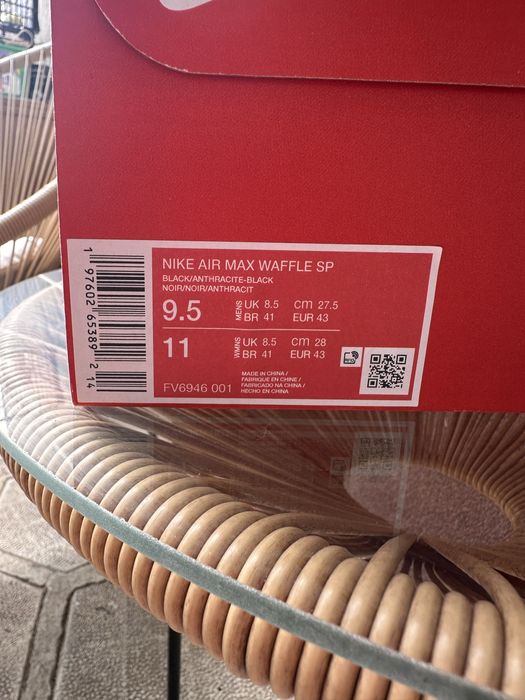 NIKE AIR MAX WAFFLE SP
BLACK/ANTHRACITE-BLACK
NOIR/NOIR/ANTHRACIT
9.5 MENS UK 8.5 CM 27.5
BR 41 EUR 43
11 WMNS UK 8.5 CM 28
BR 41 EUR 43
MADE IN CHINA /
FABRIQUE EN CHINE /
FABRICADO NA CHINA /
HECHO EN CHINA
FV6946 001
1 97602 65389 2 14